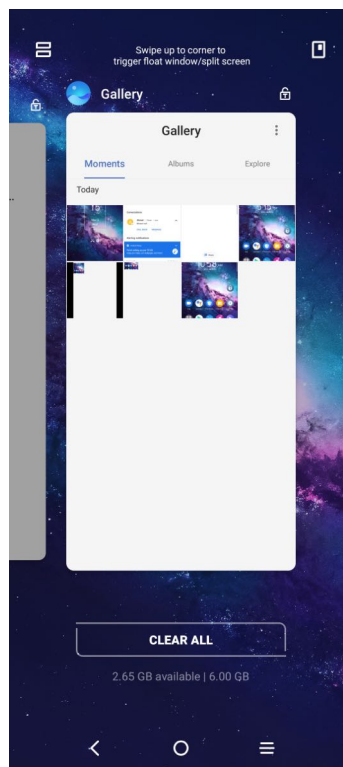 Swipe up to corner to
trigger float window/split screen
Gallery
Gallery
Moments
Albums
Explore
Today
..
CLEAR ALL
2.65 GB available | 6.00 GB